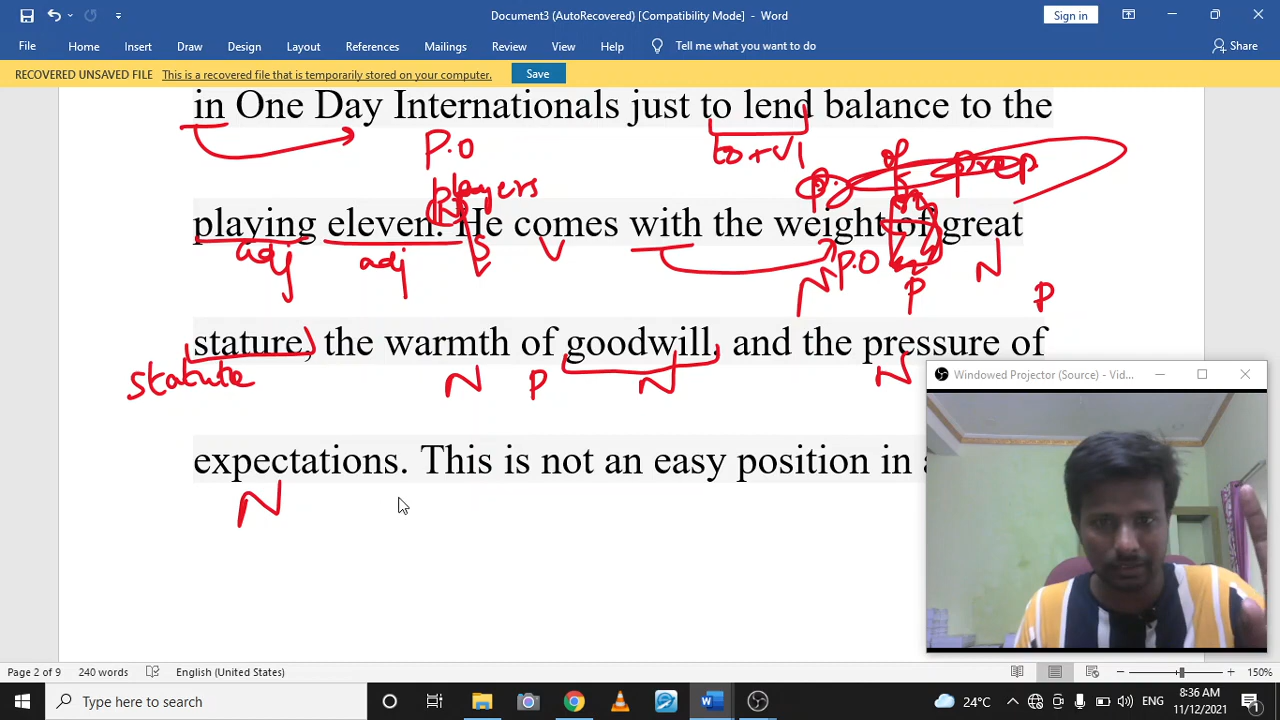 Document3 (AutoRecovered) [Compatibility Mode] - Word
Sign in
File Home Insert Draw Design Layout References Mailings Review View Help Tell me what you want to do Share
RECOVERED UNSAVED FILE This is a recovered file that is temporarily stored on your computer. Save
in One Day Internationals just to lend balance to the
P.O to+V1 of prep
players
playing eleven. He comes with the weight of great
adj adj S V N P.O P N
P
stature, the warmth of goodwill, and the pressure of
statute N P N N
Windowed Projector (Source) - Vid...
expectations. This is not an easy position in
N
Page 2 of 9 240 words English (United States) 150%
Type here to search 24°C ENG 8:36 AM
11/12/2021
1